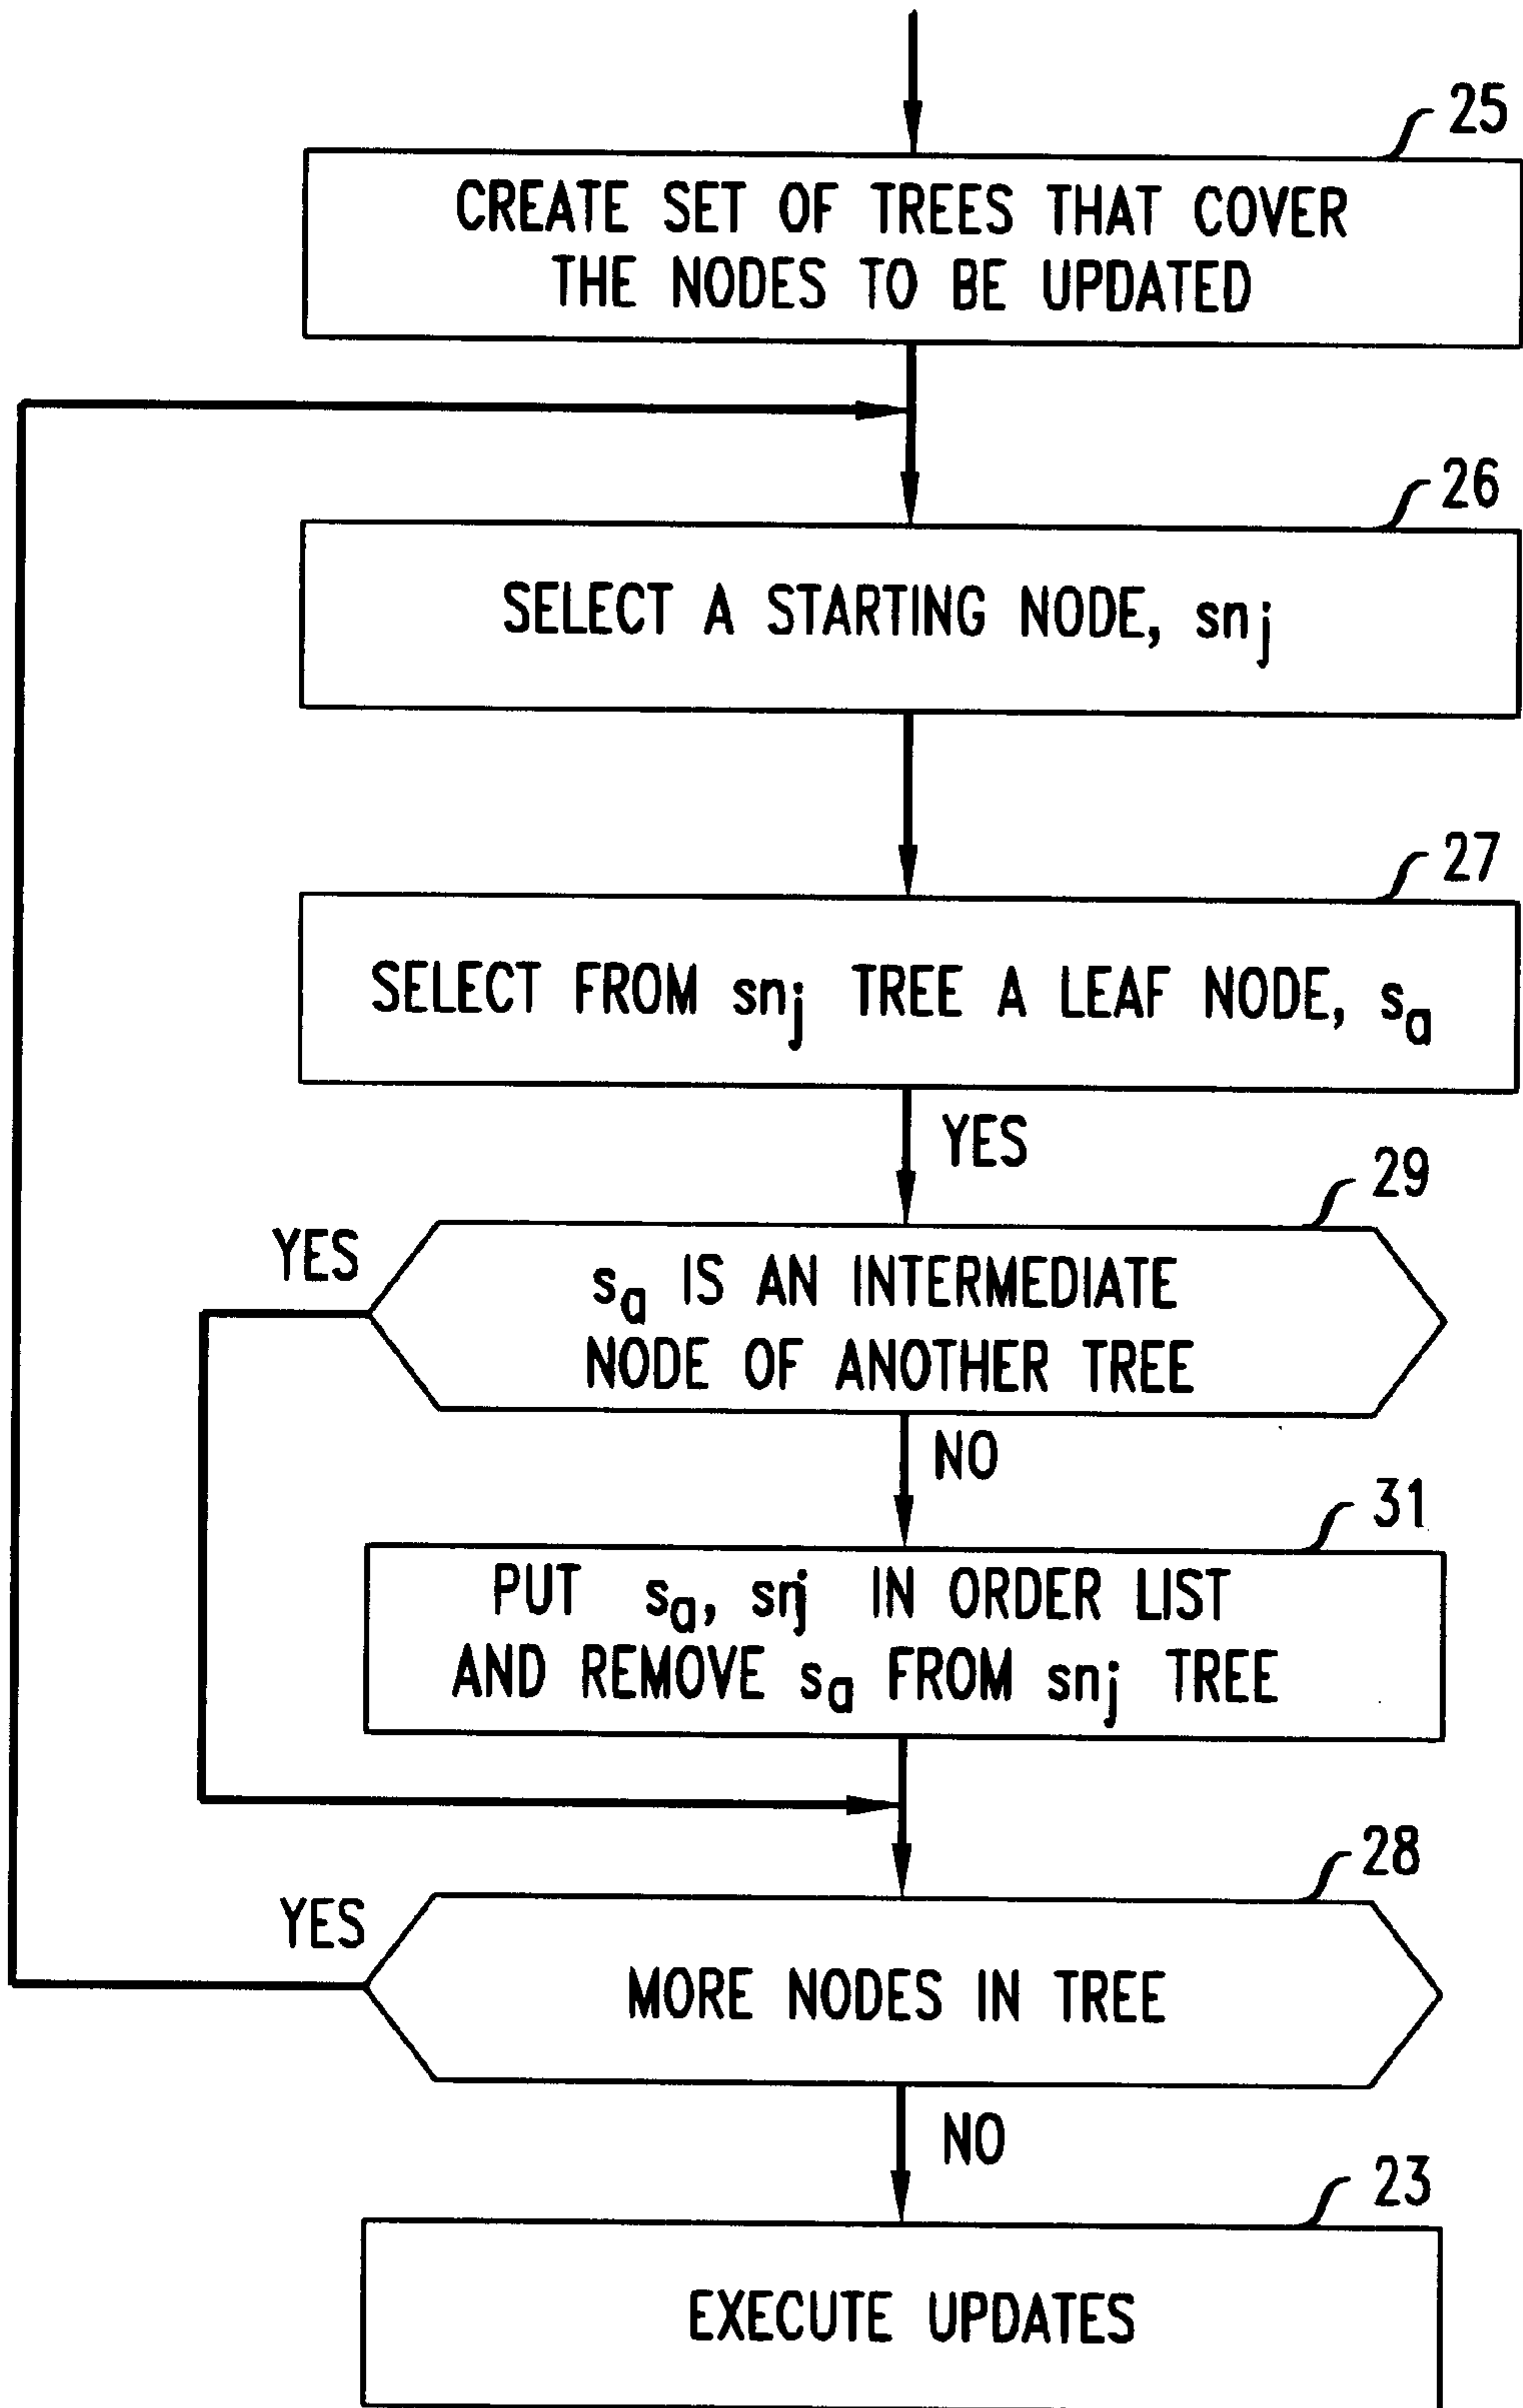 25
CREATE SET OF TREES THAT COVER
THE NODES TO BE UPDATED
26
SELECT A STARTING NODE, snj
27
SELECT FROM snj TREE A LEAF NODE, sa
YES
29
YES
sa IS AN INTERMEDIATE
NODE OF ANOTHER TREE
NO
31
PUT sa, snj IN ORDER LIST
AND REMOVE sa FROM snj TREE
28
YES
MORE NODES IN TREE
NO
23
EXECUTE UPDATES